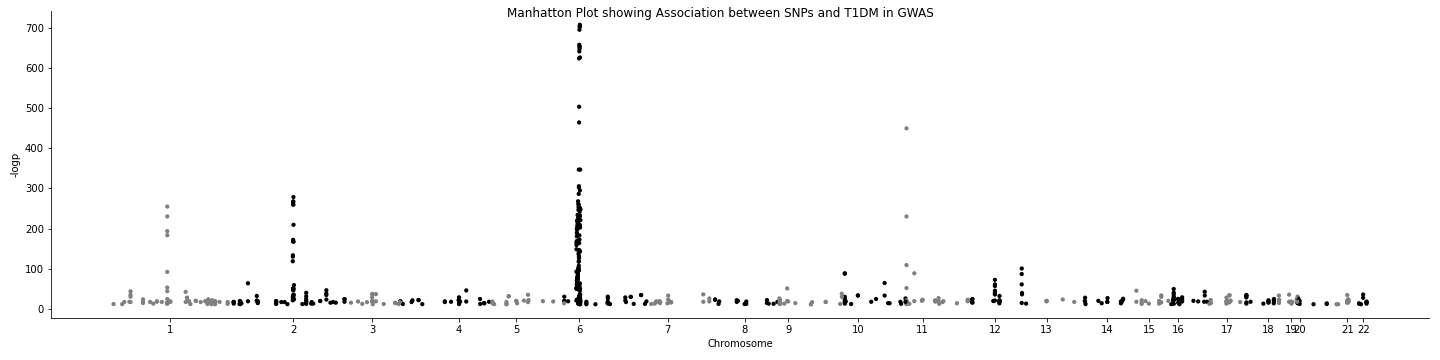 Manhatton Plot showing Association between SNPs and T1DM in GWAS
700
600
500
400
300
200
100
0
-logp
1 2 3 4 5 6 7 8 9 10 11 12 13 14 15 16 17 18 19 20 21 22
Chromosome